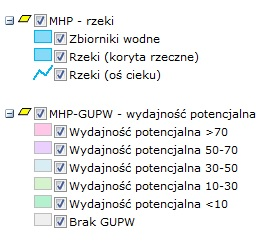 MHP - rzeki
Zbiorniki wodne
Rzeki (koryta rzeczne)
Rzeki (oś cieku)
MHP-GUPW - wydajność potencjalna
Wydajność potencjalna >70
Wydajność potencjalna 50-70
Wydajność potencjalna 30-50
Wydajność potencjalna 10-30
Wydajność potencjalna <10
Brak GUPW